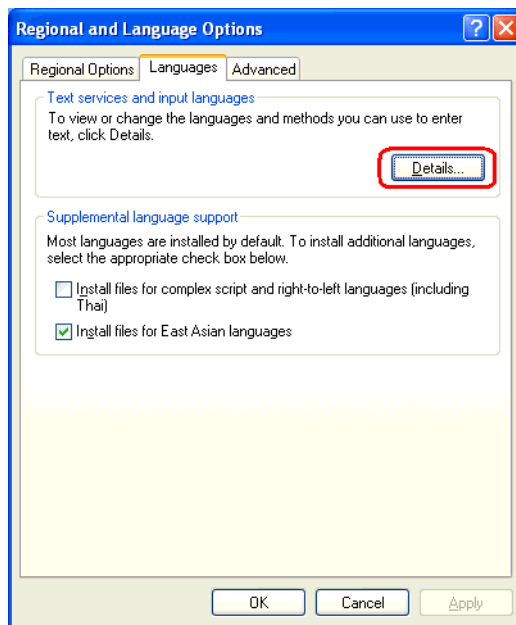 Regional and Language Options
Regional Options Languages Advanced
Text services and input languages
To view or change the languages and methods you can use to enter
text, click Details.
Details...
Supplemental language support
Most languages are installed by default. To install additional languages,
select the appropriate check box below.
Install files for complex script and right-to-left languages (including
Thai)
Install files for East Asian languages
OK Cancel Apply